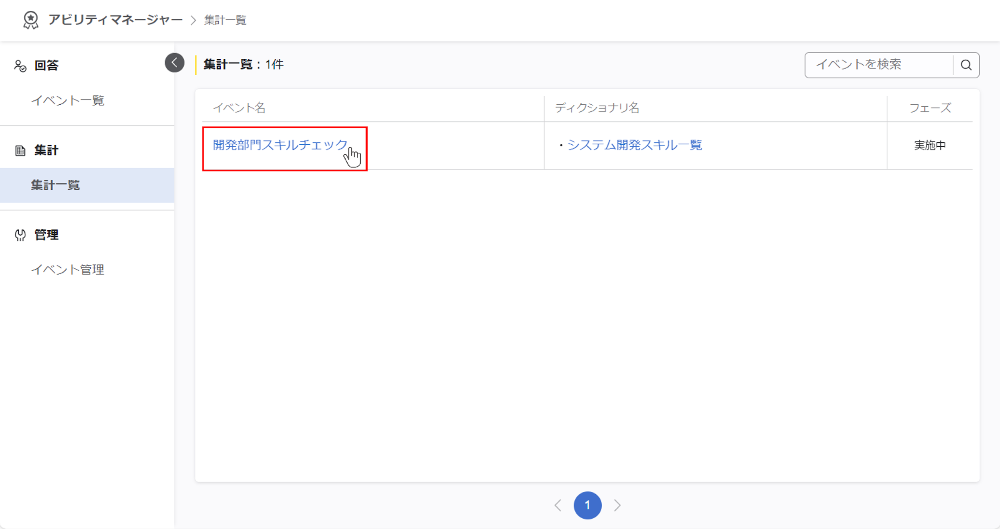 アビリティマネージャー > 集計一覧
回答
イベント一覧
集計
集計一覧
管理
イベント管理
集計一覧：1件
イベントを検索
イベント名 ディクショナリ名 フェーズ
開発部門スキルチェック ・システム開発スキル一覧 実施中
1